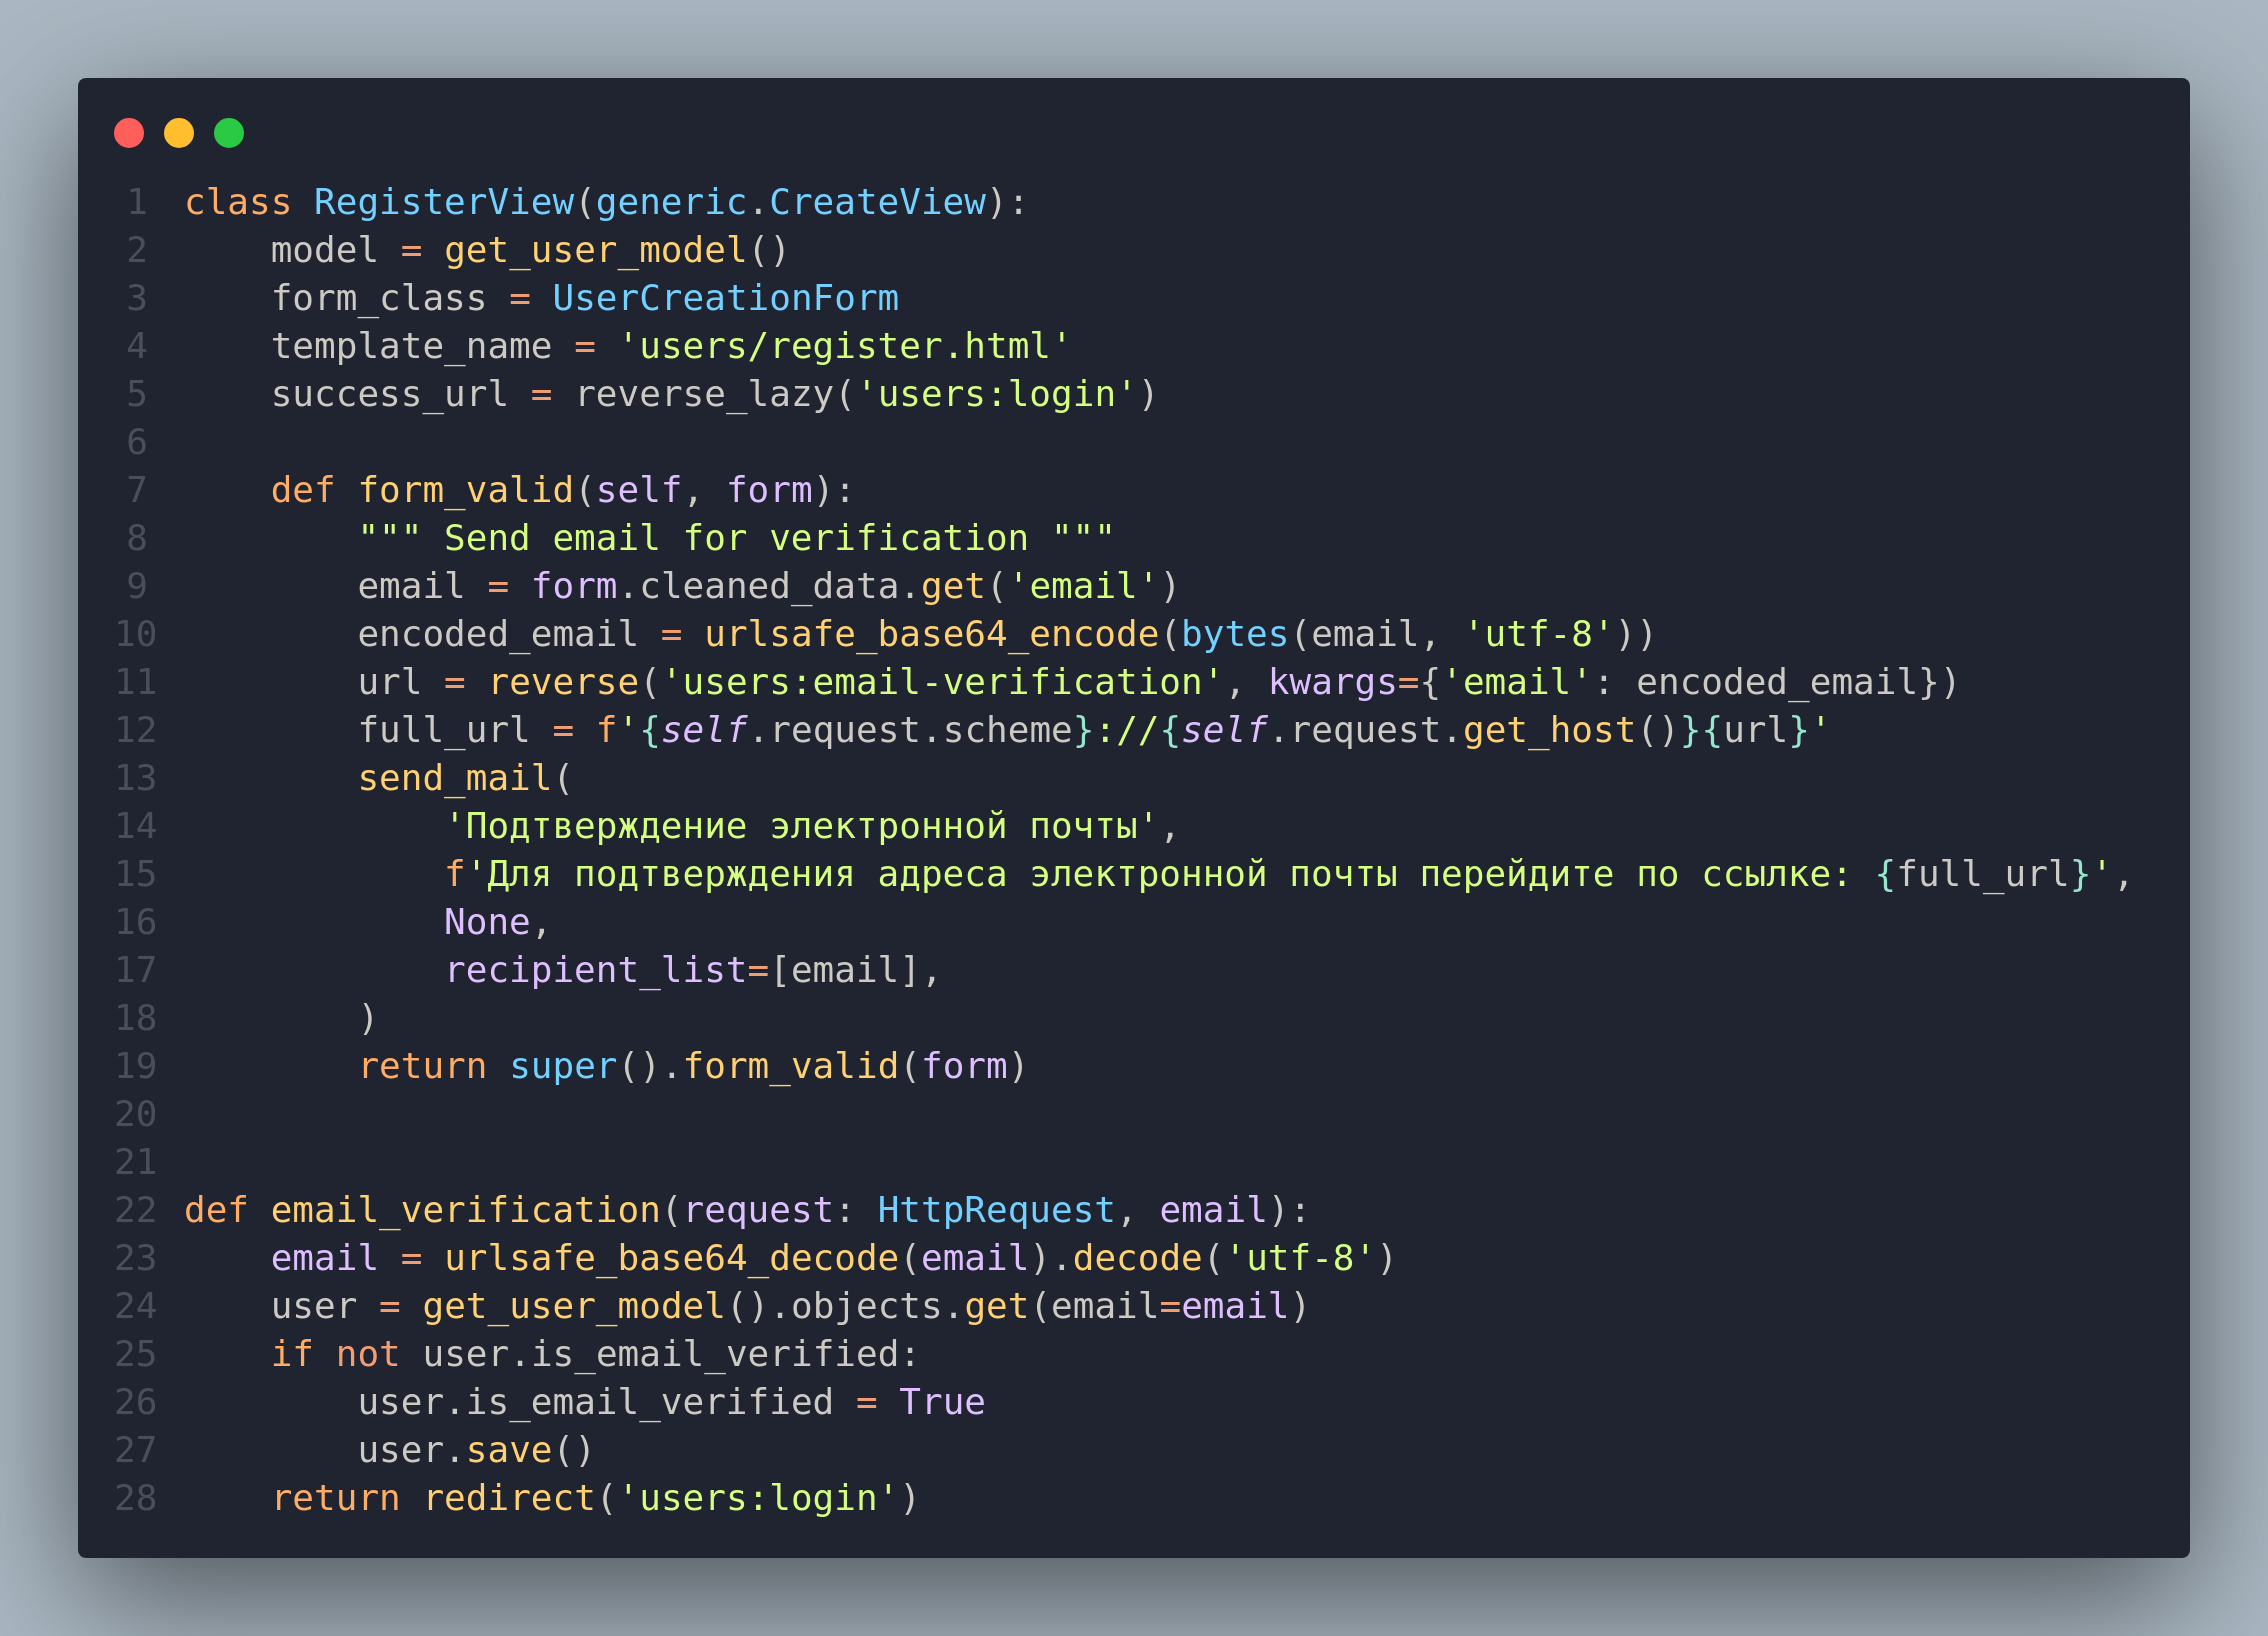 1 class RegisterView(generic.CreateView):
2     model = get_user_model()
3     form_class = UserCreationForm
4     template_name = 'users/register.html'
5     success_url = reverse_lazy('users:login')
6
7     def form_valid(self, form):
8         """ Send email for verification """
9         email = form.cleaned_data.get('email')
10         encoded_email = urlsafe_base64_encode(bytes(email, 'utf-8'))
11         url = reverse('users:email-verification', kwargs={'email': encoded_email})
12         full_url = f'{self.request.scheme}://{self.request.get_host()}{url}'
13         send_mail(
14             'Подтверждение электронной почты',
15             f'Для подтверждения адреса электронной почты перейдите по ссылке: {full_url}',
16             None,
17             recipient_list=[email],
18         )
19         return super().form_valid(form)
20
21
22 def email_verification(request: HttpRequest, email):
23     email = urlsafe_base64_decode(email).decode('utf-8')
24     user = get_user_model().objects.get(email=email)
25     if not user.is_email_verified:
26         user.is_email_verified = True
27         user.save()
28     return redirect('users:login')